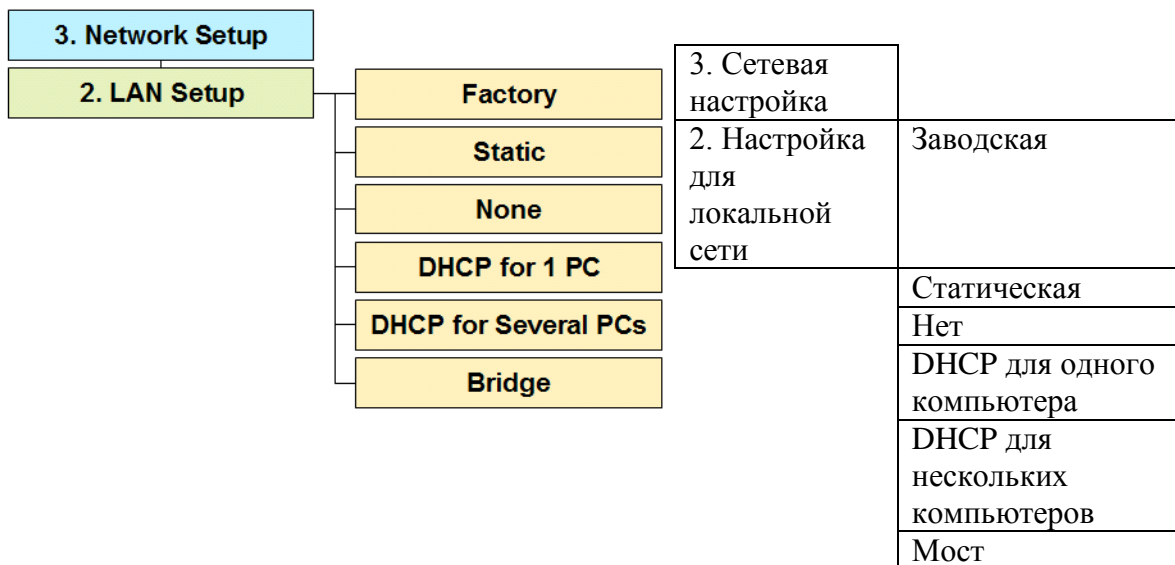 3. Network Setup
2. LAN Setup
Factory
Static
None
DHCP for 1 PC
DHCP for Several PCs
Bridge
3. Сетевая
настройка
2. Настройка
для
локальной
сети
Заводская
Статическая
Нет
DHCP для одного
компьютера
DHCP для
нескольких
компьютеров
Мост